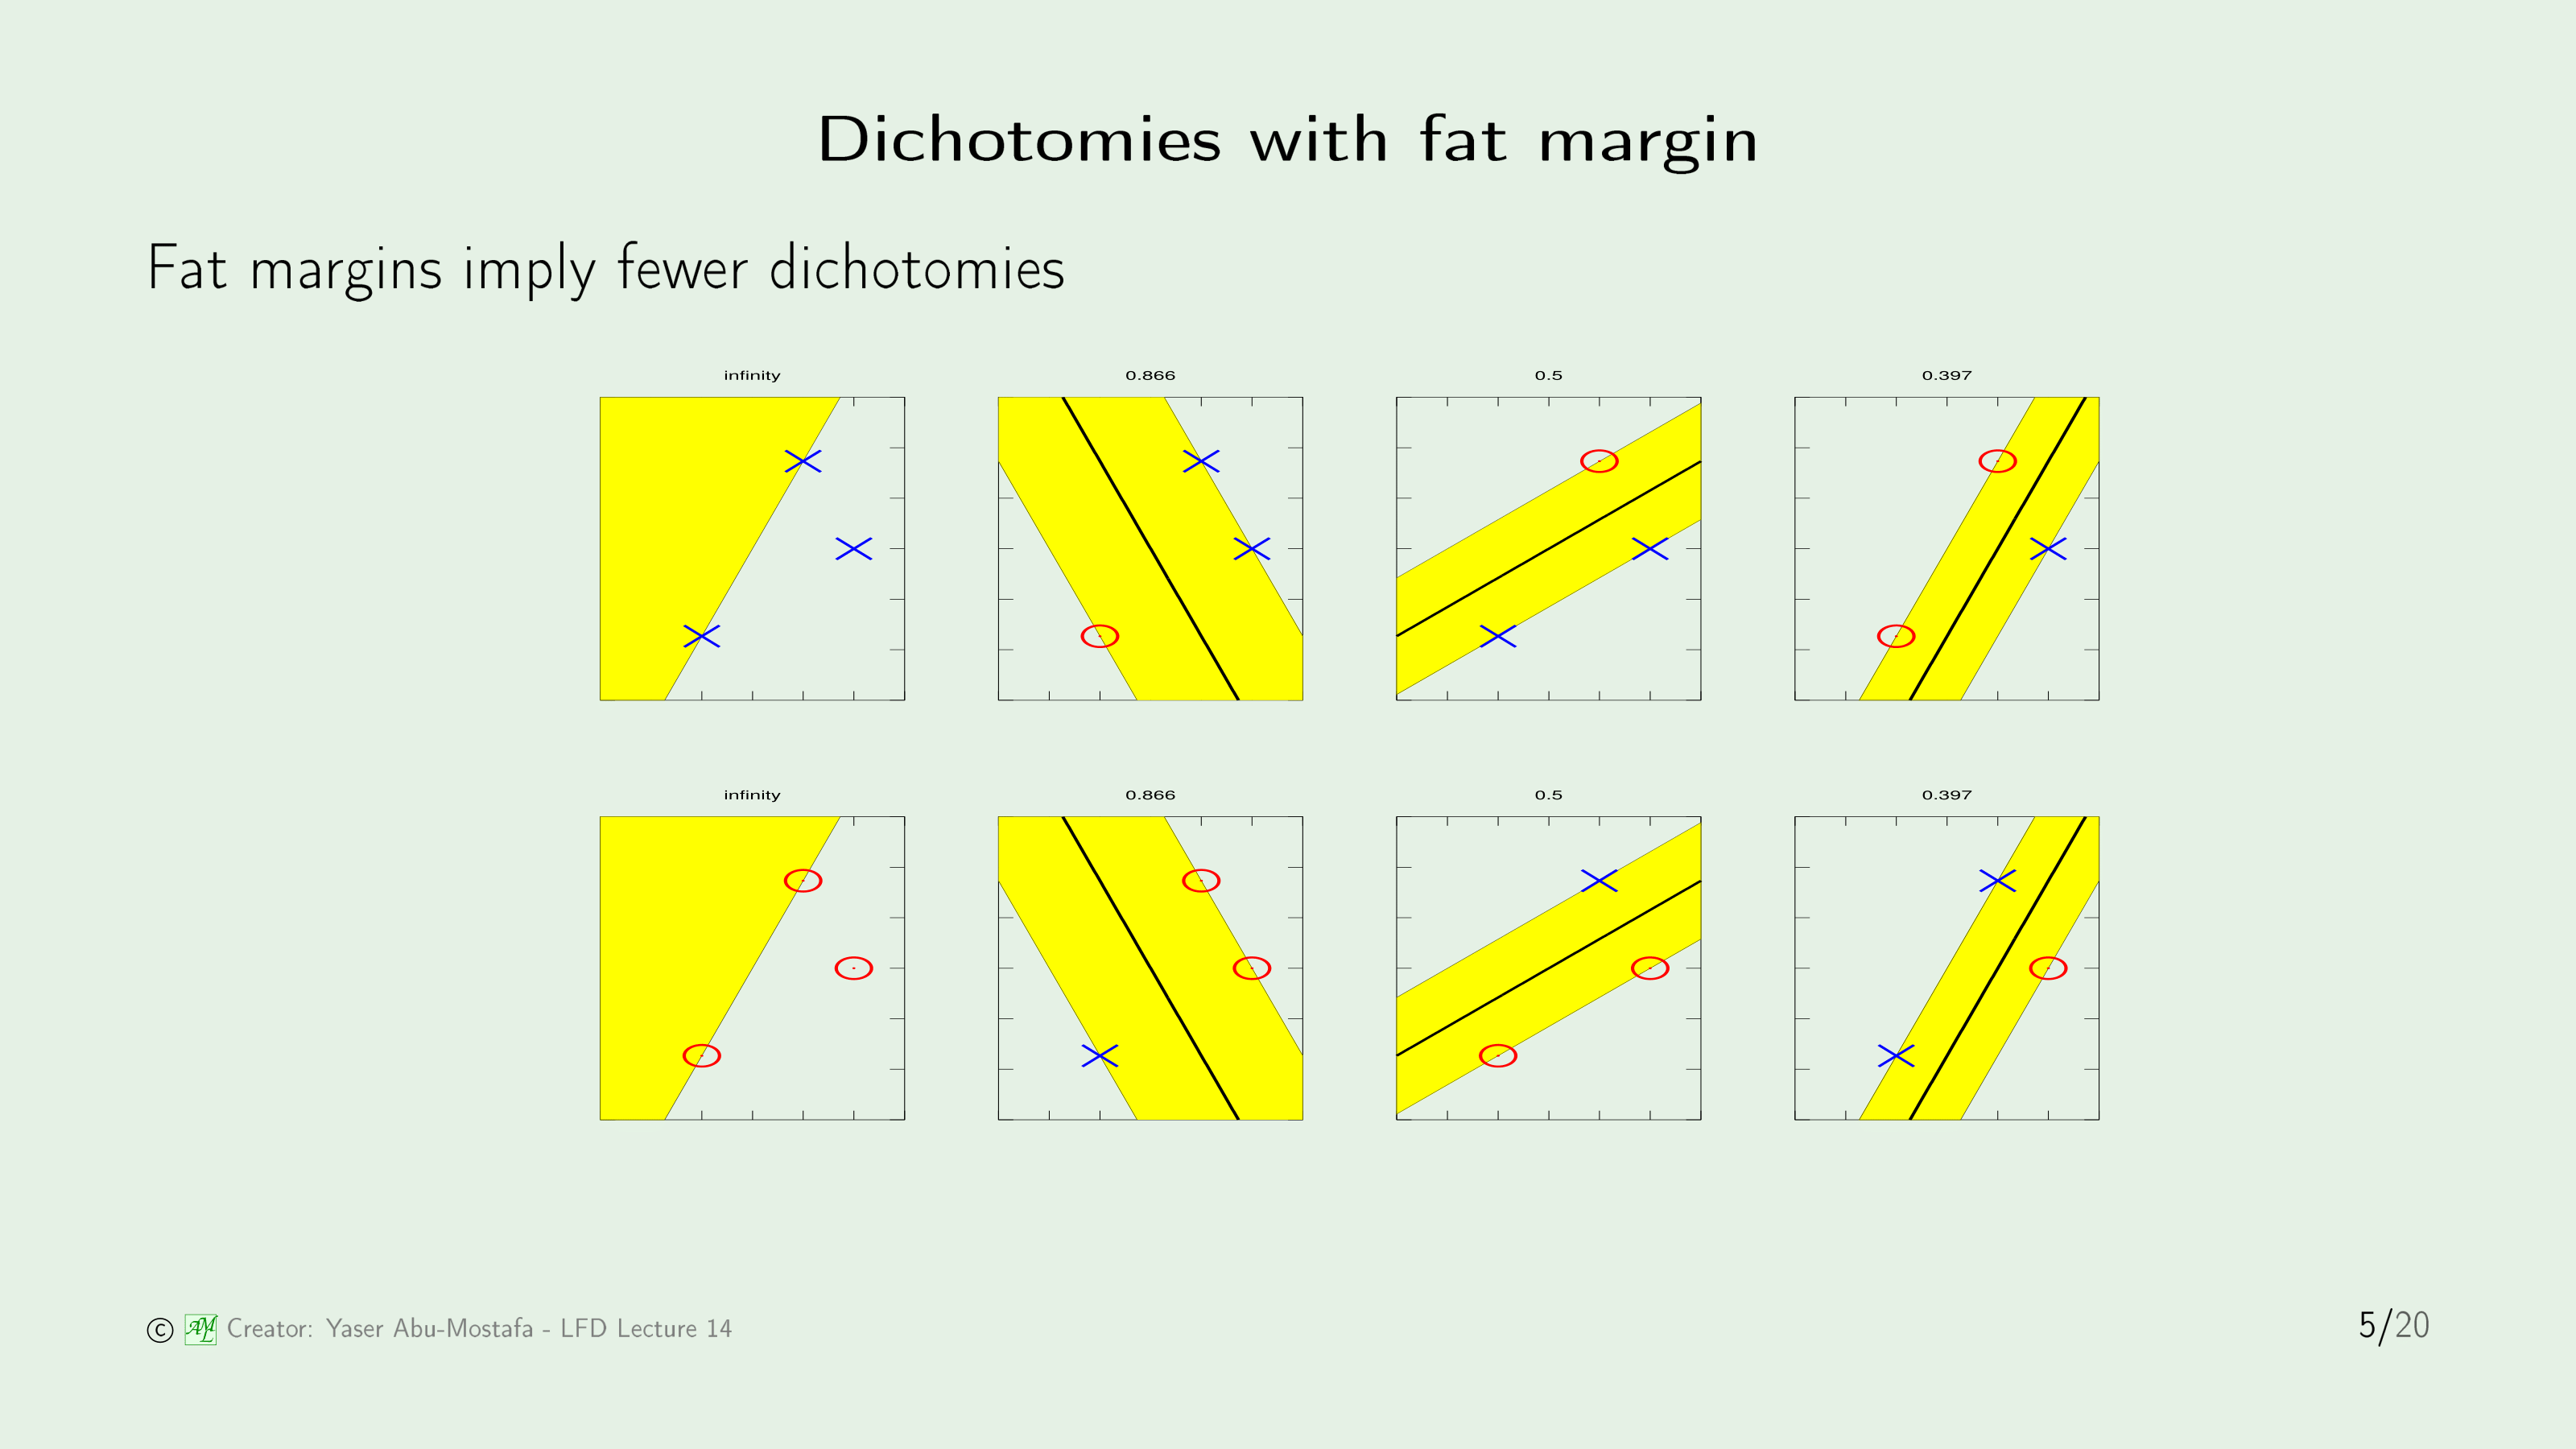 Dichotomies with fat margin
Fat margins imply fewer dichotomies
infinity 0.866 0.5 0.397
infinity 0.866 0.5 0.397
© AML Creator: Yaser Abu-Mostafa - LFD Lecture 14 5/20